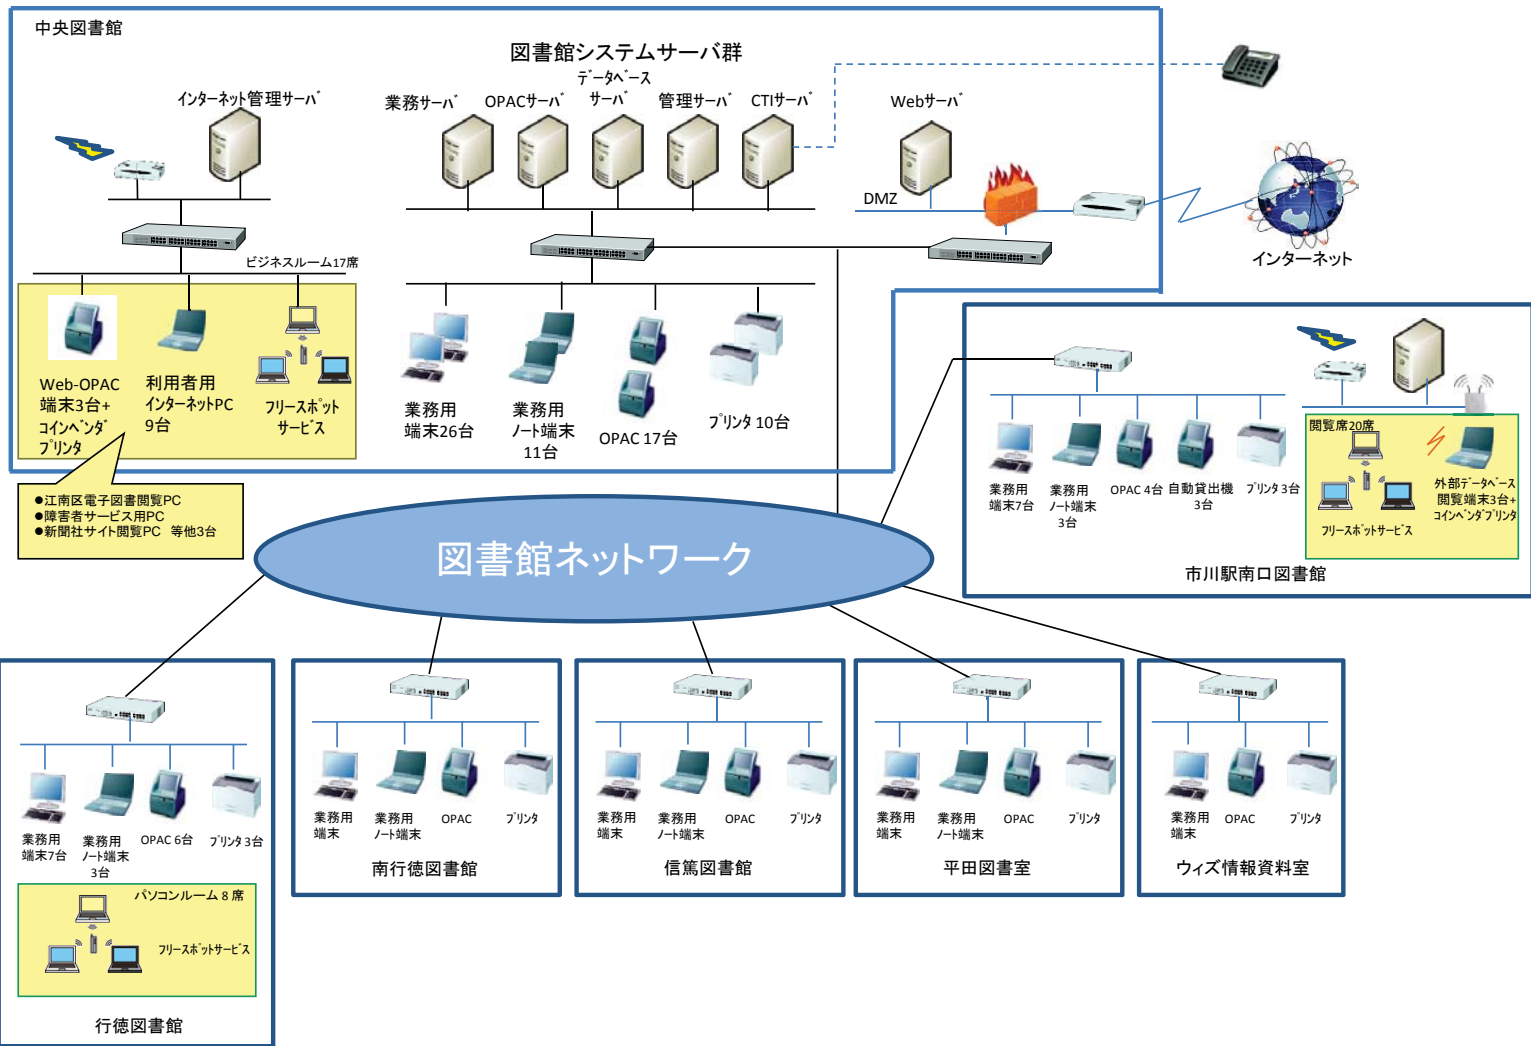 中央図書館
図書館システムサーバ群
インターネット管理サーバ
業務サーバ
OPACサーバ
データベース
サーバ
管理サーバ
CTIサーバ
Webサーバ
DMZ
インターネット
ビジネスルーム17席
Web-OPAC
端末3台+
コインベンダ
プリンタ
利用者用
インターネットPC
9台
フリースポット
サービス
業務用
端末26台
業務用
ノート端末
11台
OPAC 17台
プリンタ 10台
●江南区電子図書閲覧PC
●障害者サービス用PC
●新聞社サイト閲覧PC 等他3台
図書館ネットワーク
業務用
端末7台
業務用
ノート端末
3台
OPAC 4台
自動貸出機
3台
プリンタ 3台
閲覧席20席
フリースポットサービス
外部データベース
閲覧端末3台+
コインベンダプリンタ
市川駅南口図書館
業務用
端末7台
業務用
ノート端末
3台
OPAC 6台
プリンタ 3台
パソコンルーム 8 席
フリースポットサービス
行徳図書館
業務用
端末
業務用
ノート端末
OPAC
プリンタ
南行徳図書館
業務用
端末
業務用
ノート端末
OPAC
プリンタ
信篤図書館
業務用
端末
業務用
ノート端末
OPAC
プリンタ
平田図書室
業務用
端末
OPAC
プリンタ
ウィズ情報資料室